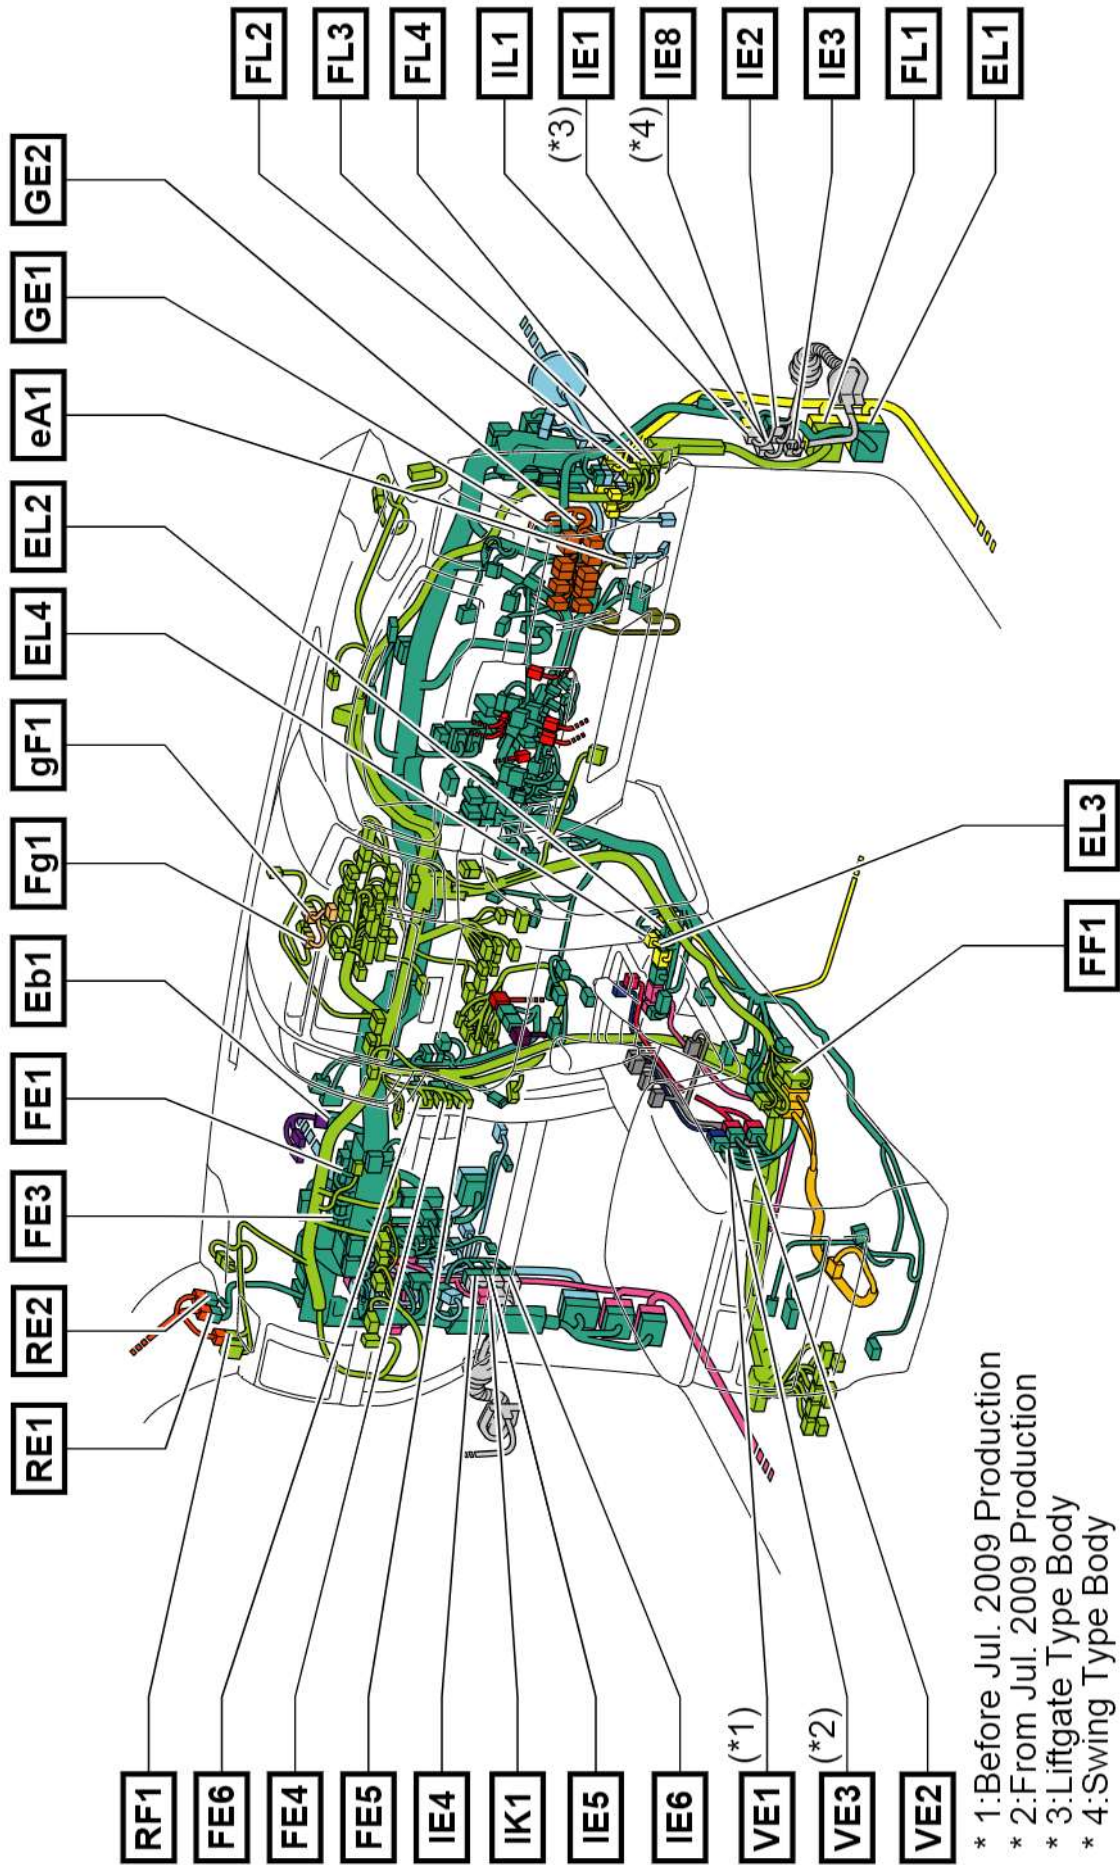 RE1
RE2
FE3
FE1
Eb1
Fg1
gF1
EL4
EL2
eA1
GE1
GE2
RF1
FE6
FE4
FE5
IE4
IK1
IE5
IE6
(*1)
VE1
(*2)
VE3
VE2
FL2
FL3
FL4
IL1
(*3)
IE1
(*4)
IE8
IE2
IE3
FL1
EL1
FF1
EL3
* 1:Before Jul. 2009 Production
* 2:From Jul. 2009 Production
* 3:Liftgate Type Body
* 4:Swing Type Body